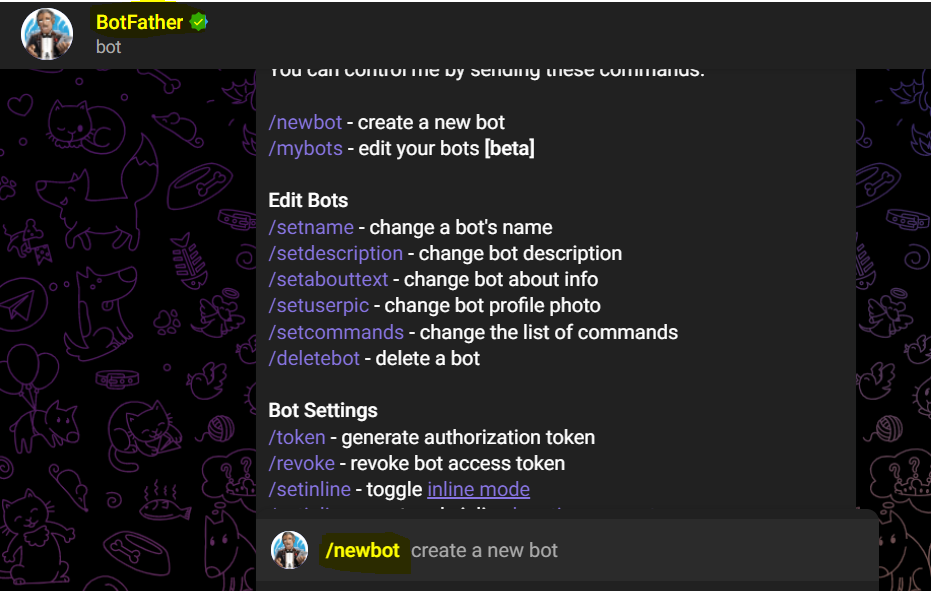 BotFather
bot
You can control me by sending these commands:
/newbot - create a new bot
/mybots - edit your bots [beta]
Edit Bots
/setname - change a bot's name
/setdescription - change bot description
/setabouttext - change bot about info
/setuserpic - change bot profile photo
/setcommands - change the list of commands
/deletebot - delete a bot
Bot Settings
/token - generate authorization token
/revoke - revoke bot access token
/setinline - toggle inline mode
/newbot create a new bot